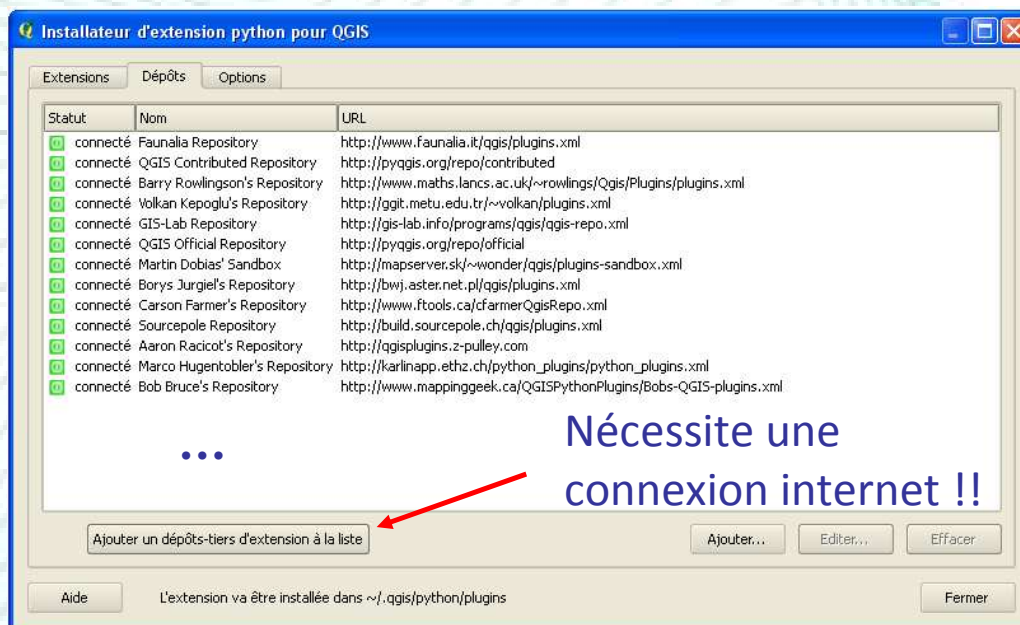 Installateur d'extension python pour QGIS
Extensions Dépôts Options
Statut Nom URL
connecté Faunalia Repository http://www.faunalia.it/qgis/plugins.xml
connecté QGIS Contributed Repository http://pyqgis.org/repo/contributed
connecté Barry Rowlingson's Repository http://www.maths.lancs.ac.uk/~rowlings/Qgis/Plugins/plugins.xml
connecté Volkan Kepoglu's Repository http://ggit.metu.edu.tr/~volkan/plugins.xml
connecté GIS-Lab Repository http://gis-lab.info/programs/qgis/qgis-repo.xml
connecté QGIS Official Repository http://pyqgis.org/repo/official
connecté Martin Dobias' Sandbox http://mapserver.sk/~wonder/qgis/plugins-sandbox.xml
connecté Borys Jurgiel's Repository http://bwj.aster.net.pl/qgis/plugins.xml
connecté Carson Farmer's Repository http://www.ftools.ca/cfarmerQgisRepo.xml
connecté Sourcepole Repository http://build.sourcepole.ch/qgis/plugins.xml
connecté Aaron Racicot's Repository http://qgisplugins.z-pulley.com
connecté Marco Hugentobler's Repository http://karlinapp.ethz.ch/python_plugins/python_plugins.xml
connecté Bob Bruce's Repository http://www.mappinggeek.ca/QGISPythonPlugins/Bobs-QGIS-plugins.xml
...
Nécessite une
connexion internet !!
Ajouter un dépôts-tiers d'extension à la liste Ajouter... Editer... Effacer
Aide L'extension va être installée dans ~/.qgis/python/plugins Fermer